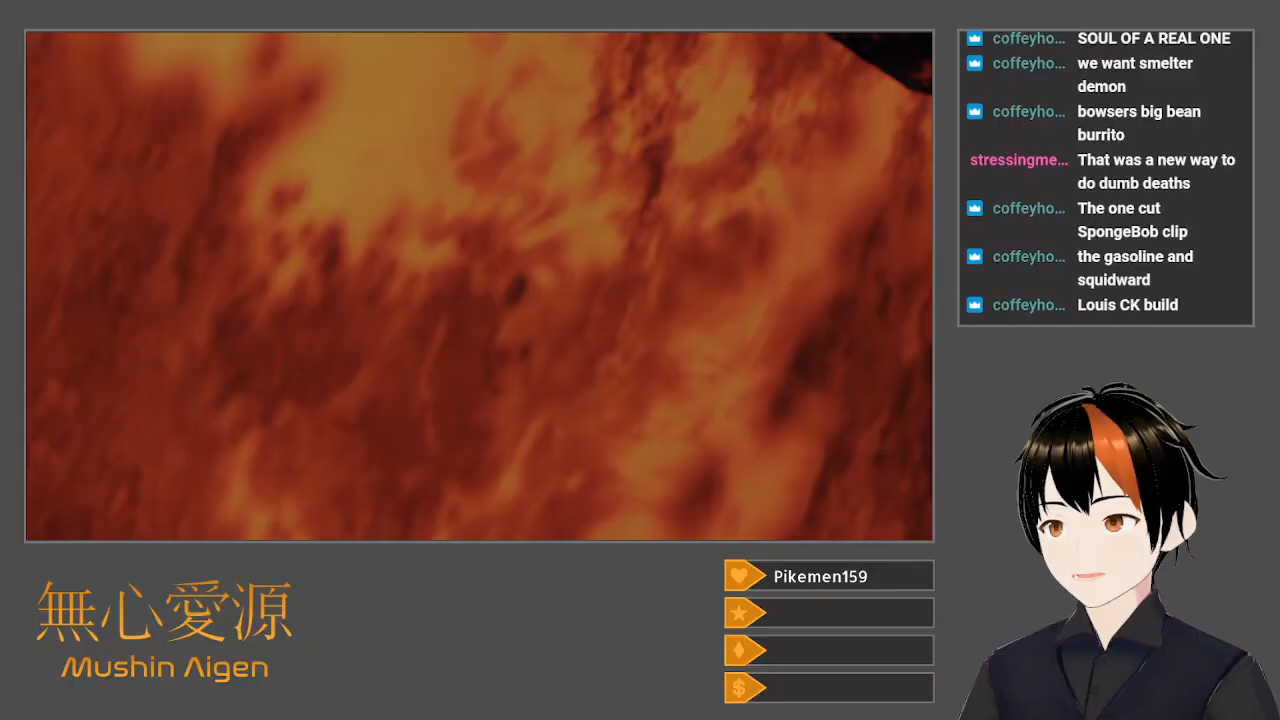 coffeyho... SOUL OF A REAL ONE
coffeyho... we want smelter
demon
coffeyho... bowsers big bean
burrito
stressingme... That was a new way to
do dumb deaths
coffeyho... The one cut
SpongeBob clip
coffeyho... the gasoline and
squidward
coffeyho... Louis CK build
Pikemen159
無心愛源
Mushin Aigen
$